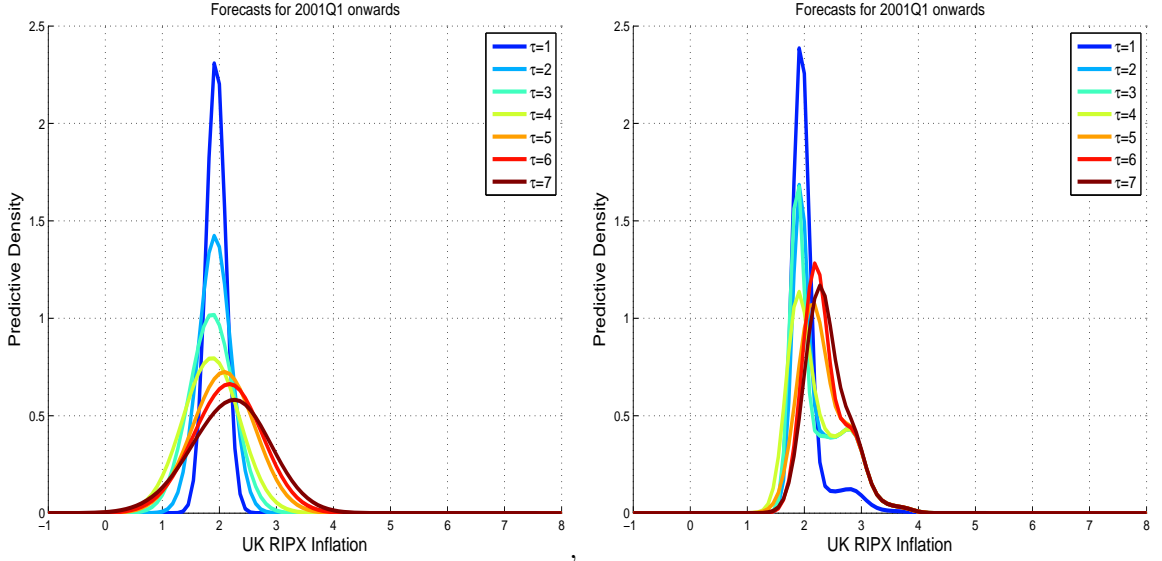 Forecasts for 2001Q1 onwards
2.5
2
1.5
1
0.5
0
Predictive Density
τ=1
τ=2
τ=3
τ=4
τ=5
τ=6
τ=7
-1 0 1 2 3 4 5 6 7 8
UK RIPX Inflation
,
Forecasts for 2001Q1 onwards
2.5
2
1.5
1
0.5
0
Predictive Density
τ=1
τ=2
τ=3
τ=4
τ=5
τ=6
τ=7
-1 0 1 2 3 4 5 6 7 8
UK RIPX Inflation